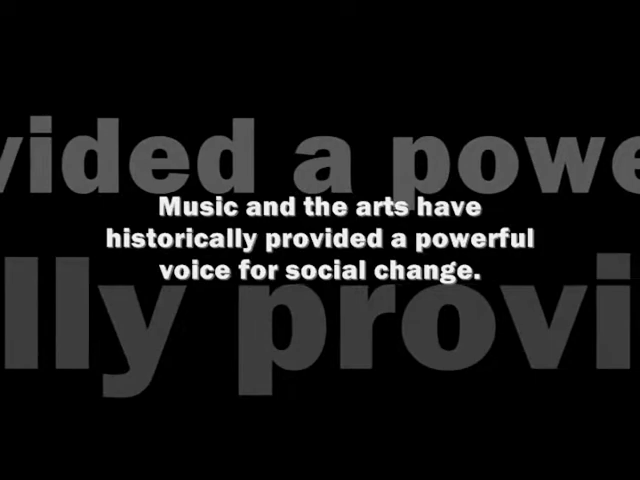 vided a powe
Music and the arts have
historically provided a powerful
voice for social change.
lly provi